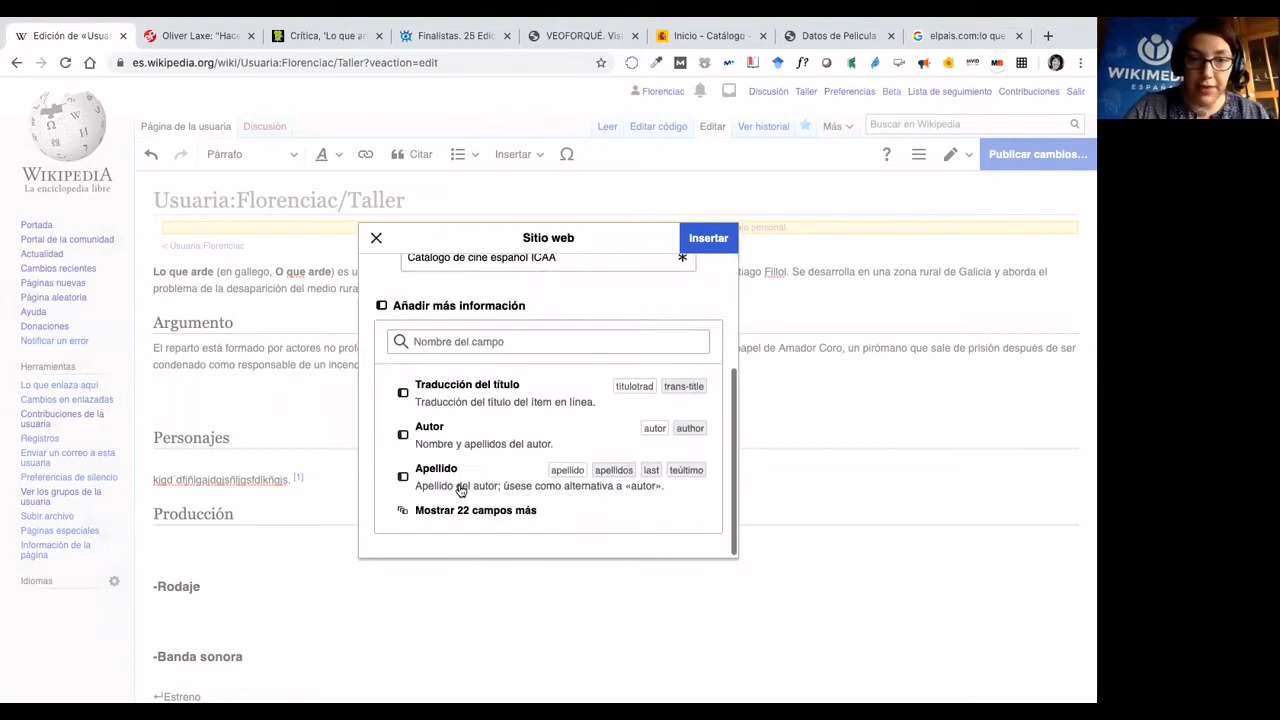 Edición de «Usua
Oliver Laxe: "Hace
Crítica, 'Lo que ar
Finalistas. 25 Edic
VEOFORQUÉ. Vis
Inicio - Catálogo
Datos de Película
elpais.com:lo que
es.wikipedia.org/wiki/Usuaria:Florenciac/Taller?veaction=edit
WIKIMEDI
ESPAÑA
Florenciac
Discusión
Taller
Preferencias
Beta
Lista de seguimiento
Contribuciones
Salir
WIKIPEDIA
La enciclopedia libre
Página de la usuaria
Discusión
Leer
Editar código
Editar
Ver historial
Más
Buscar en Wikipedia
Párrafo
A
Citar
Insertar
Ω
?
Publicar cambios...
Portada
Portal de la comunidad
Actualidad
Cambios recientes
Páginas nuevas
Página aleatoria
Ayuda
Donaciones
Notificar un error
Herramientas
Lo que enlaza aquí
Cambios en enlazadas
Contribuciones de la
usuaria
Registros
Enviar un correo a esta
usuaria
Preferencias de silencio
Ver los grupos de la
usuaria
Subir archivo
Páginas especiales
Información de la
página
Idiomas
Usuaria:Florenciac/Taller
jo personal.
< Usuaria:Florenciac
Lo que arde (en gallego, O que arde) es u
tiago Fillol. Se desarrolla en una zona rural de Galicia y aborda el
problema de la desaparición del medio rura
Argumento
El reparto está formado por actores no prof
papel de Amador Coro, un pirómano que sale de prisión después de ser
condenado como responsable de un incen
Personajes
[1]
Producción
-Rodaje
-Banda sonora
↵Estreno
Sitio web
Insertar
Catálogo de cine español ICAA
Añadir más información
Nombre del campo
Traducción del título
titulotrad
trans-title
Traducción del título del ítem en línea.
Autor
autor
author
Nombre y apellidos del autor.
Apellido
apellido
apellidos
last
teúltimo
Apellido del autor; úsese como alternativa a «autor».
Mostrar 22 campos más